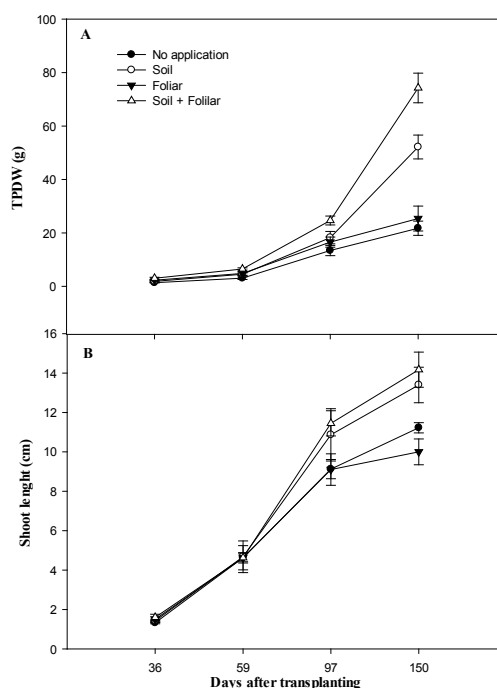 100
A
No application
Soil
Foliar
Soil + Folilar
80
60
40
20
0
TPDW (g)
16
B
14
12
10
8
6
4
2
0
Shoot lenght (cm)
36
59
97
150
Days after transplanting